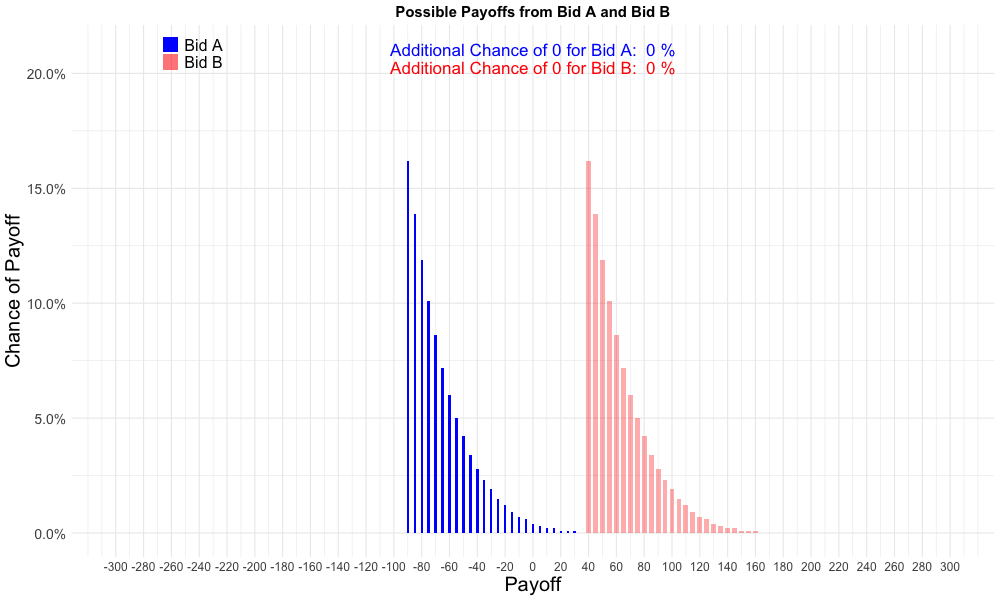 Possible Payoffs from Bid A and Bid B
Bid A
Bid B
Additional Chance of 0 for Bid A:  0 %
Additional Chance of 0 for Bid B:  0 %
Chance of Payoff
20.0%
15.0%
10.0%
5.0%
0.0%
-300 -280 -260 -240 -220 -200 -180 -160 -140 -120 -100 -80 -60 -40 -20 0 20 40 60 80 100 120 140 160 180 200 220 240 260 280 300
Payoff